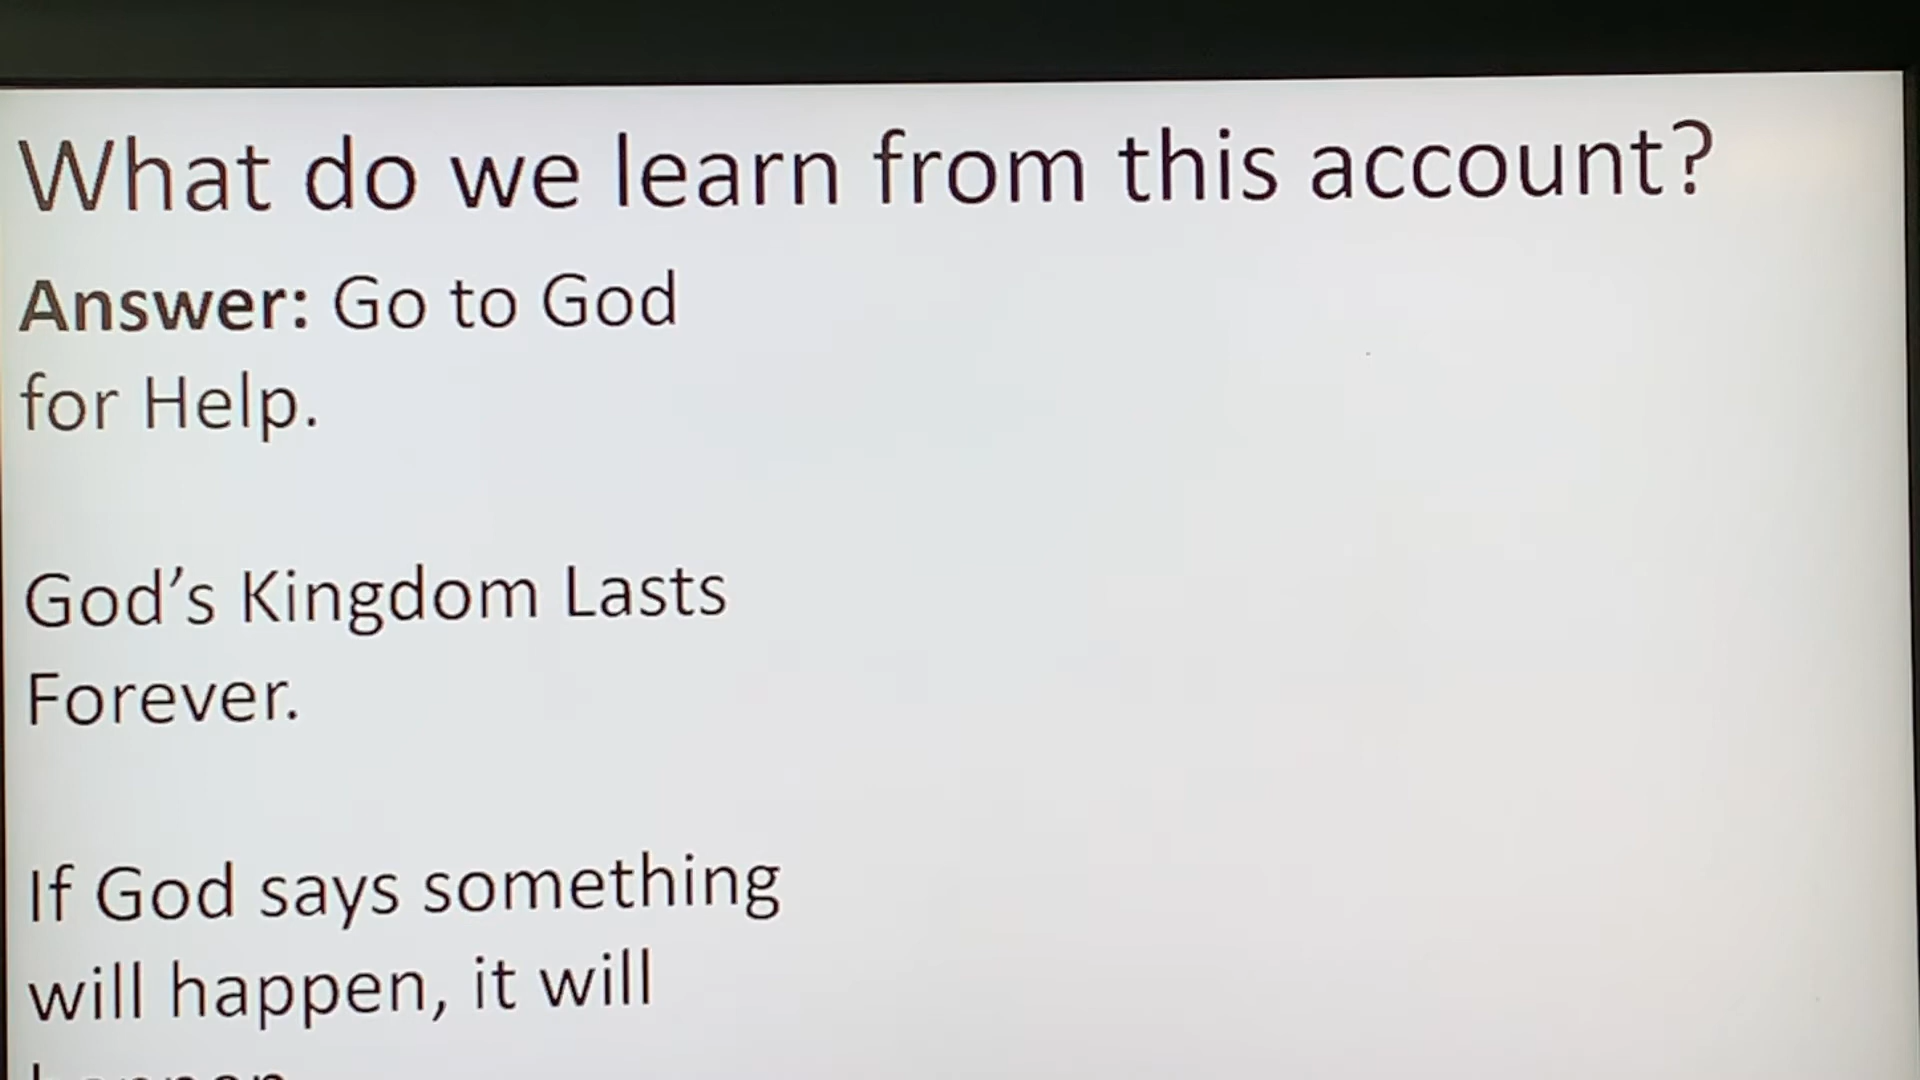 What do we learn from this account?
Answer: Go to God
for Help.
God's Kingdom Lasts
Forever.
If God says something
will happen, it will